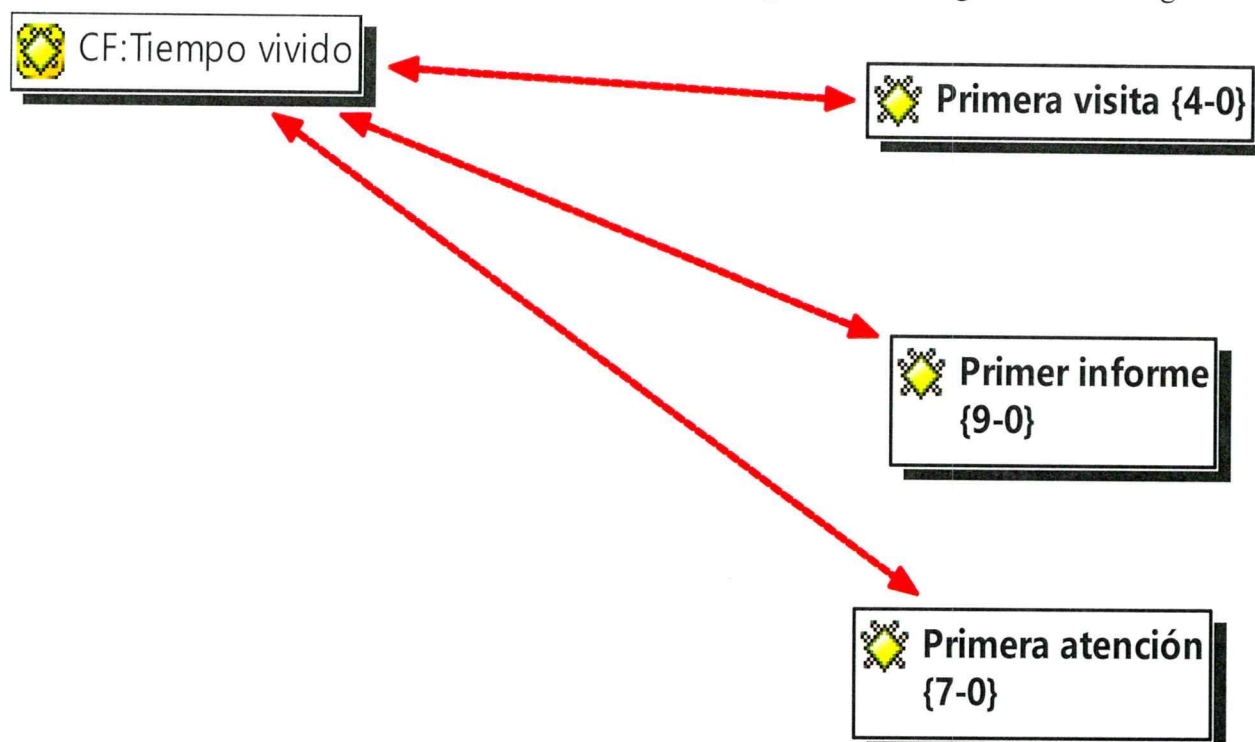 CF:Tiempo vivido
Primera visita {4-0}
Primer informe
{9-0}
Primera atención
{7-0}